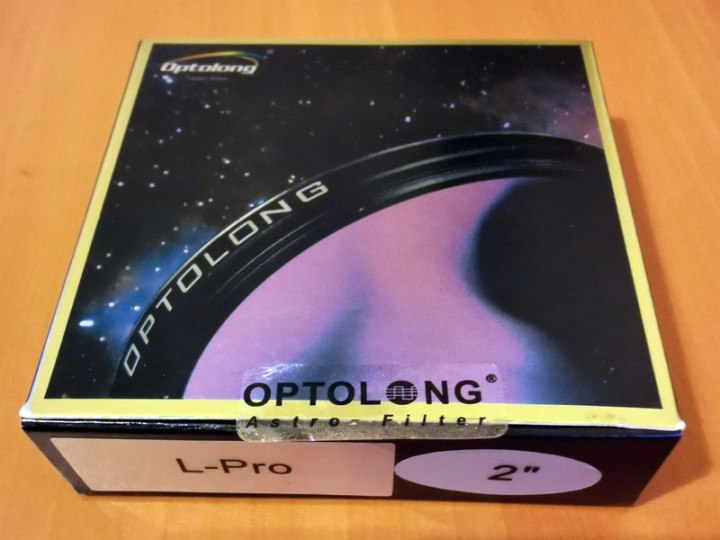 Optolong
OPTOLONG
OPTOLONG®
Astro-Filter
L-Pro
2"